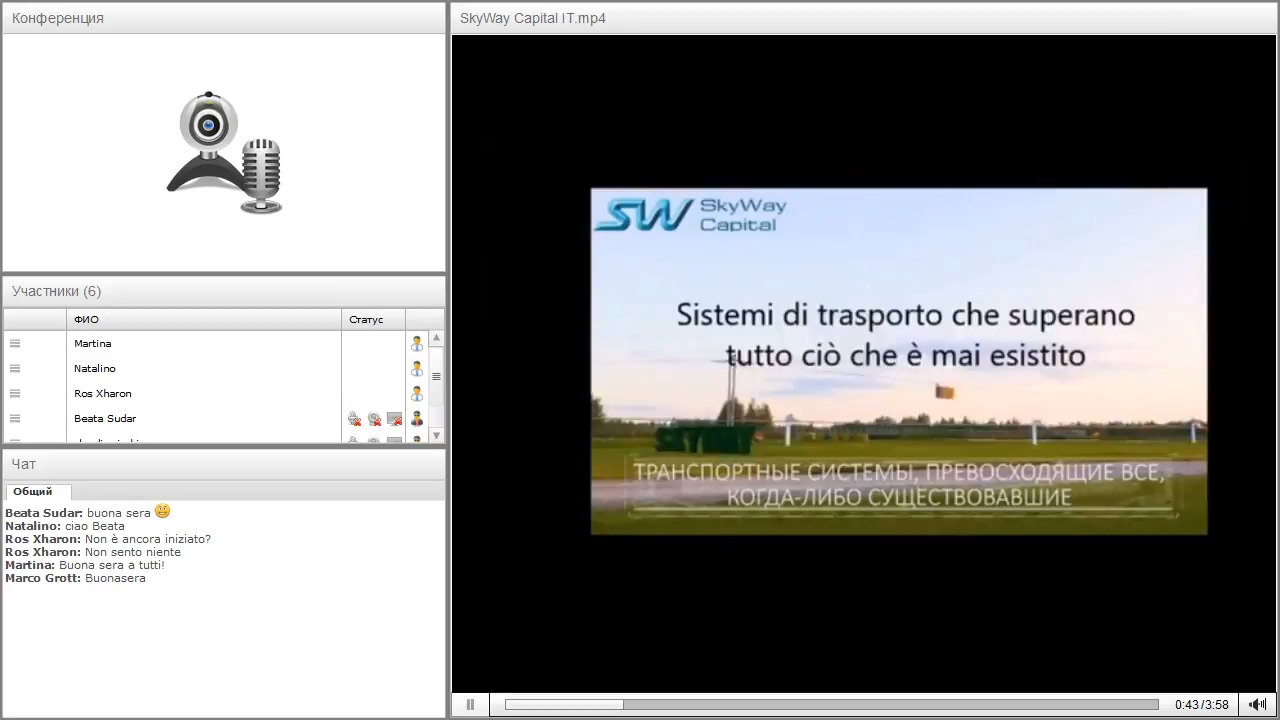 Конференция
Участники (6)
ФИО
Статус
Martina
Natalino
Ros Xharon
Beata Sudar
Чат
Общий
Beata Sudar: buona sera
Natalino: ciao Beata
Ros Xharon: Non è ancora iniziato?
Ros Xharon: Non sento niente
Martina: Buona sera a tutti!
Marco Grott: Buonasera
SkyWay Capital IT.mp4
SW SkyWay
Capital
Sistemi di trasporto che superano
tutto ciò che è mai esistito
ТРАНСПОРТНЫЕ СИСТЕМЫ, ПРЕВОСХОДЯЩИЕ ВСЕ,
КОГДА-ЛИБО СУЩЕСТВОВАВШИЕ
0:43/3:58